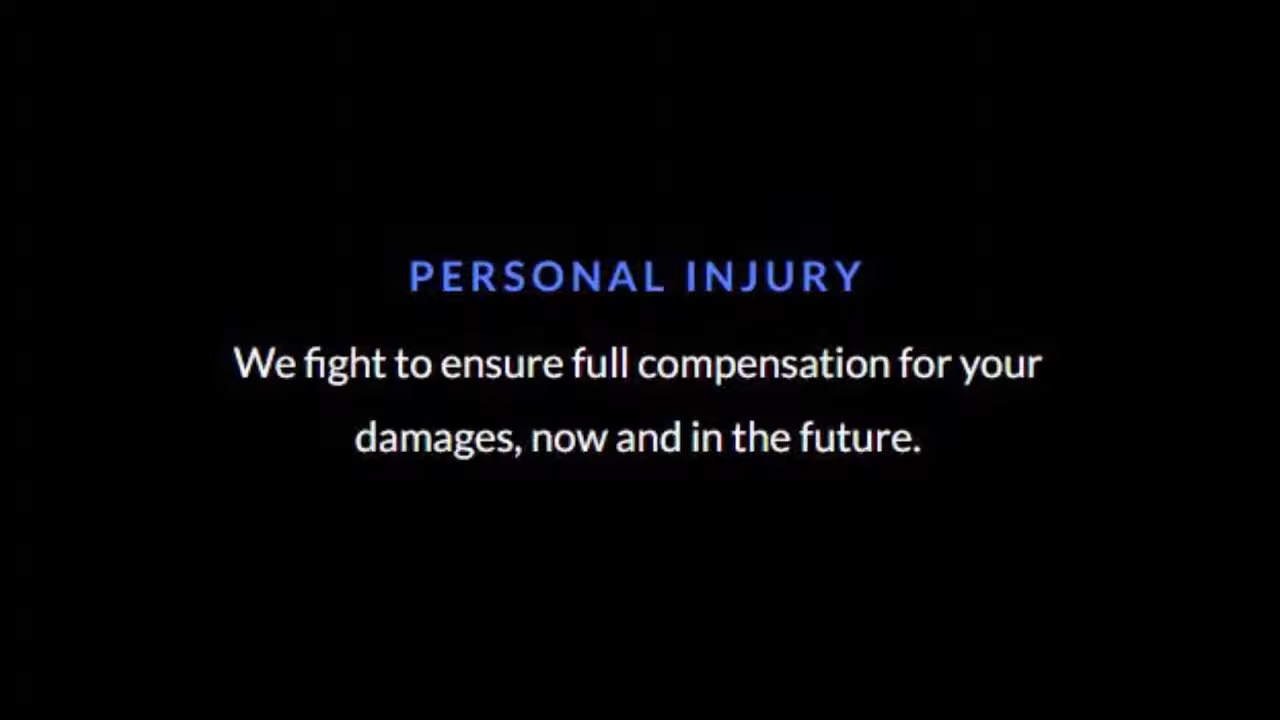 PERSONAL INJURY
We fight to ensure full compensation for your
damages, now and in the future.